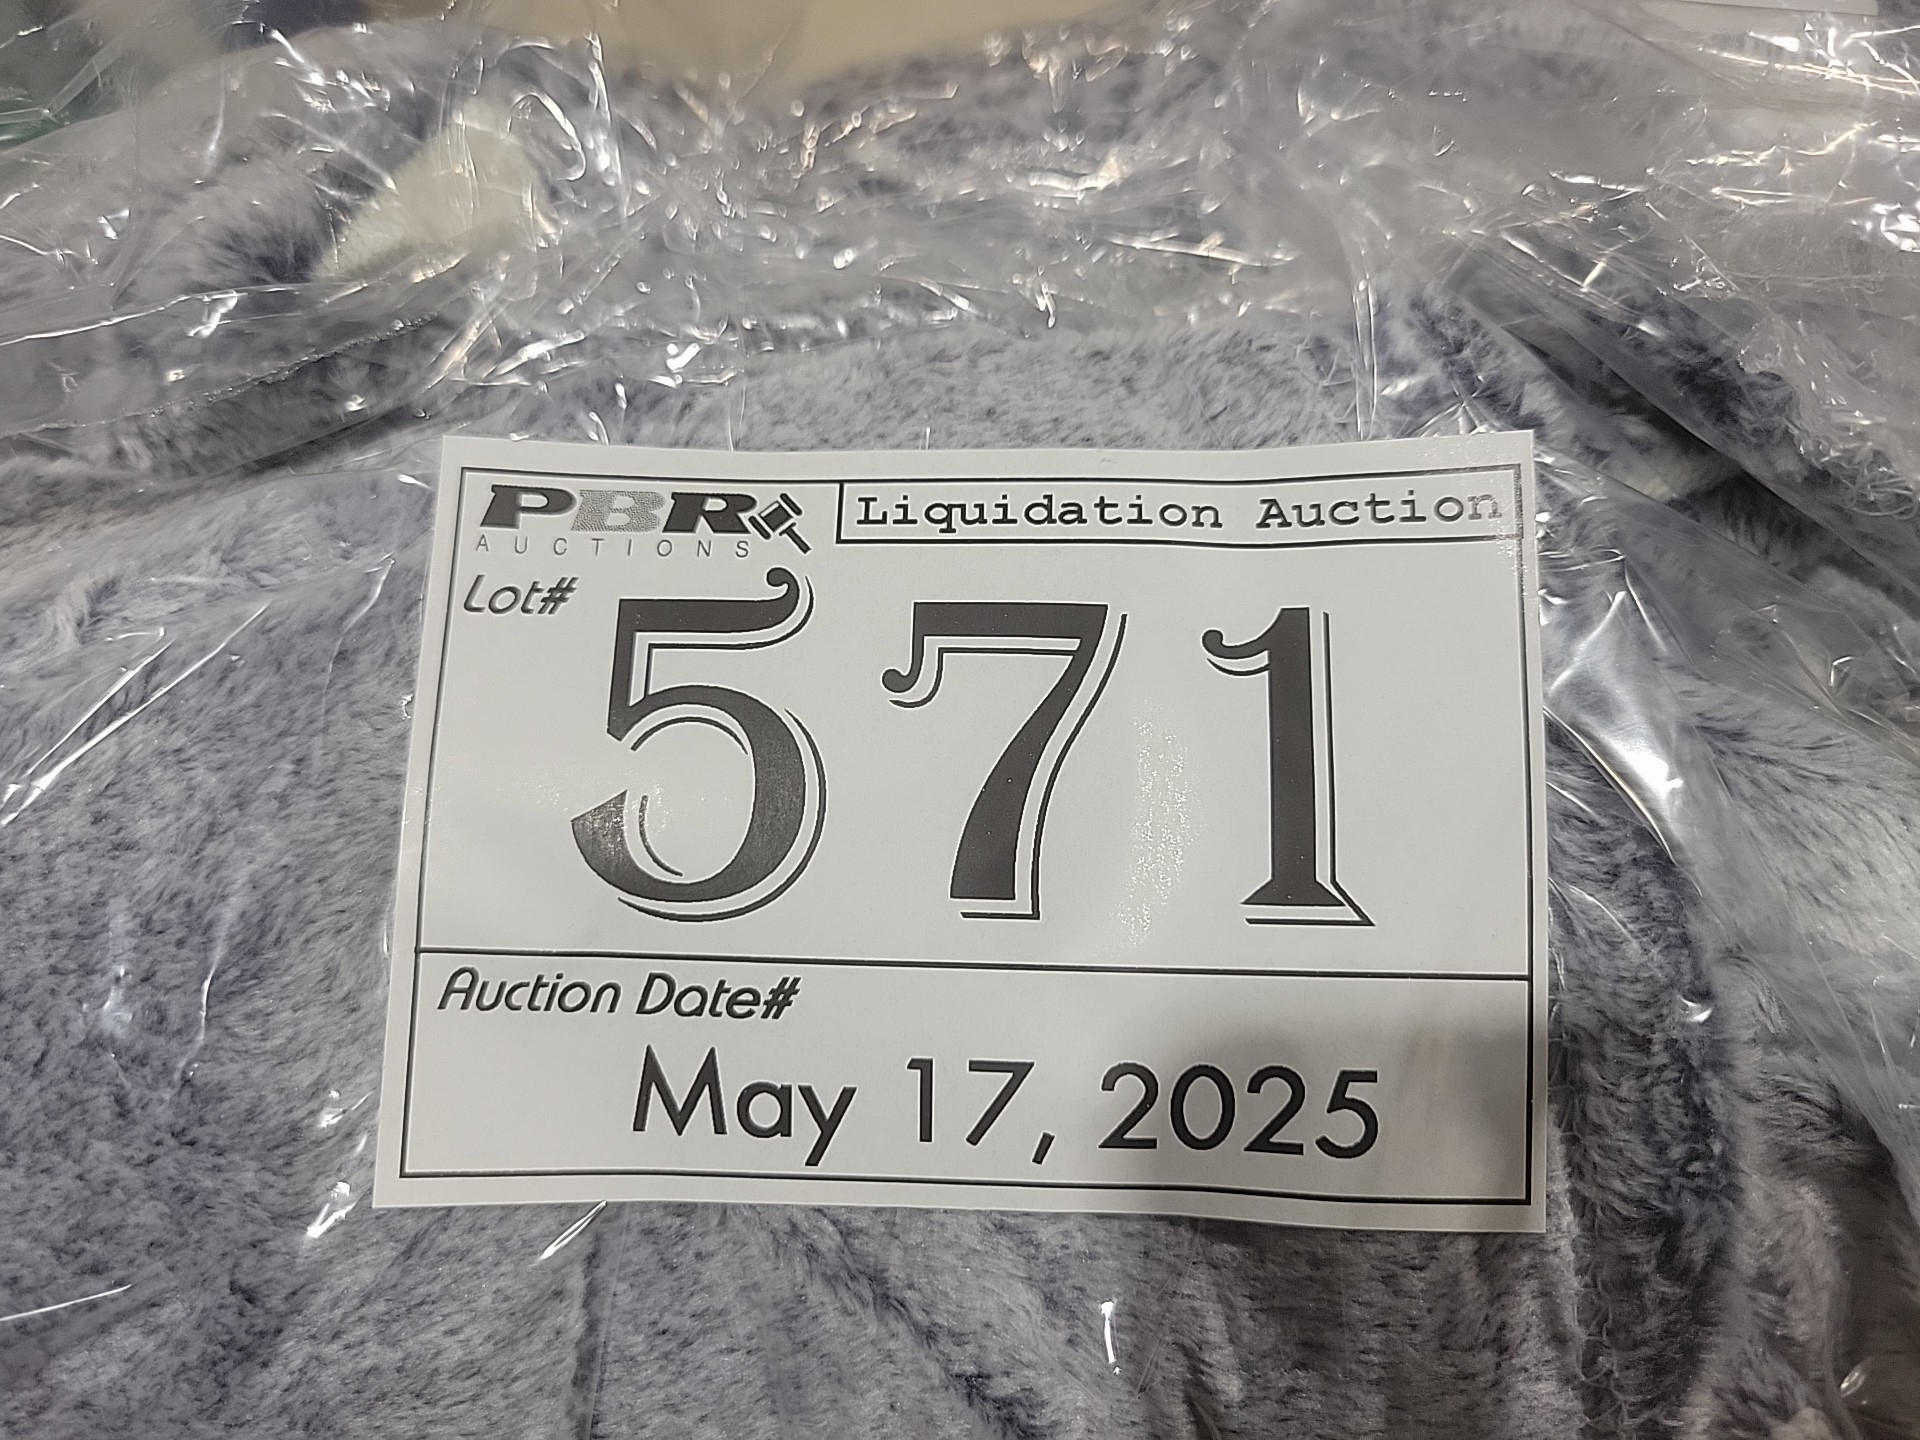 PBR
AUCTIONS
Liquidation Auction
Lot#
571
Auction Date#
May 17, 2025